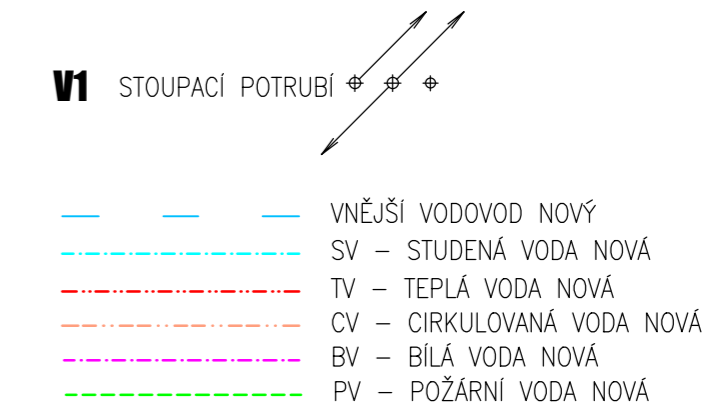 V1 STOUPACÍ POTRUBÍ
VNĚJŠÍ VODOVOD NOVÝ
SV – STUDENÁ VODA NOVÁ
TV – TEPLÁ VODA NOVÁ
CV – CIRKULOVANÁ VODA NOVÁ
BV – BÍLÁ VODA NOVÁ
PV – POŽÁRNÍ VODA NOVÁ